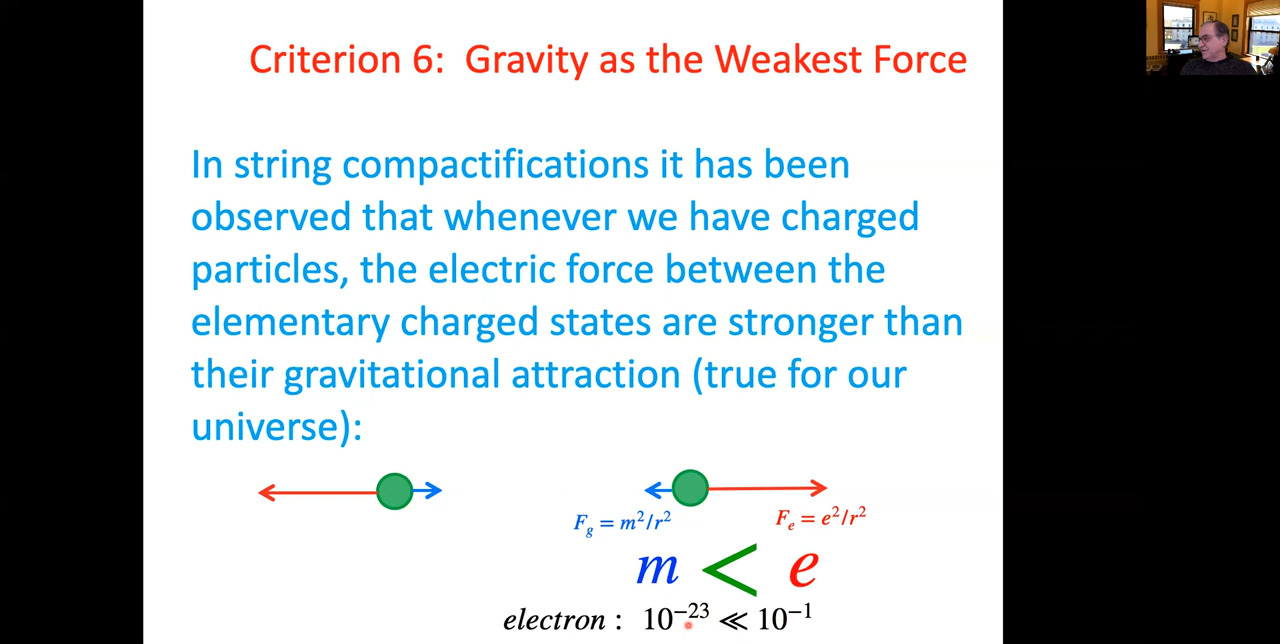 Criterion 6: Gravity as the Weakest Force
In string compactifications it has been
observed that whenever we have charged
particles, the electric force between the
elementary charged states are stronger than
their gravitational attraction (true for our
universe):
F_g = m²/r² F_e = e²/r²
m < e
electron : 10⁻²³ ≪ 10⁻¹